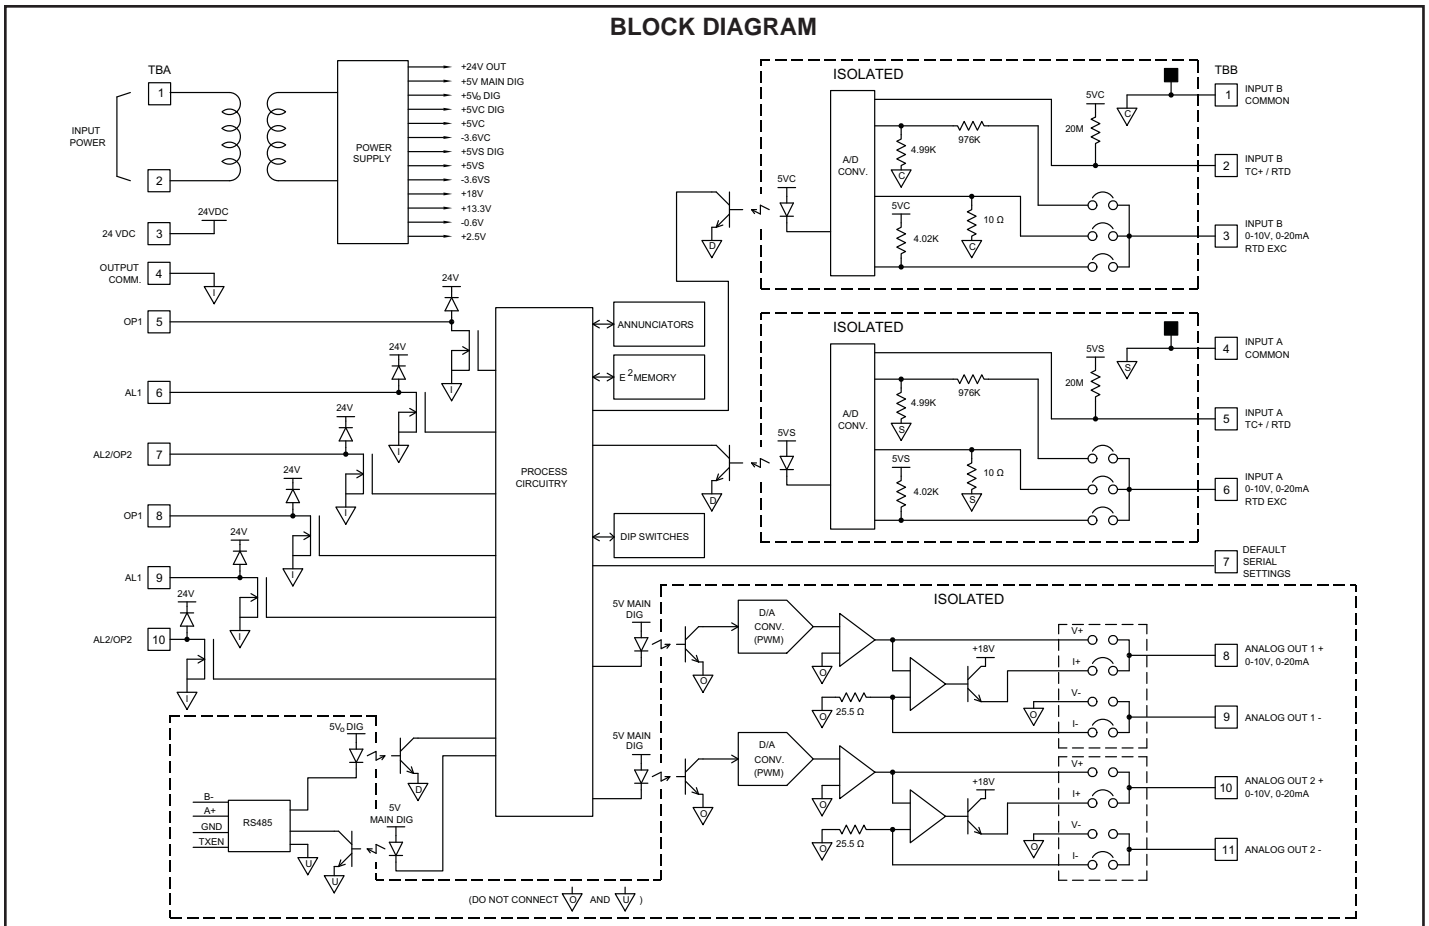 BLOCK DIAGRAM
TBA
1
INPUT
POWER
2
POWER
SUPPLY
+24V OUT
+5V MAIN DIG
+5VO DIG
+5VC DIG
+5VC
-3.6VC
+5VS DIG
+5VS
-3.6VS
+18V
+13.3V
-0.6V
+2.5V
24 VDC
3
24VDC
OUTPUT
COMM.
4
I
OP1
5
24V
I
AL1
6
24V
I
AL2/OP2
7
24V
I
OP1
8
24V
I
AL1
9
24V
I
AL2/OP2
10
24V
I
PROCESS
CIRCUITRY
ANNUNCIATORS
E2 MEMORY
DIP SWITCHES
ISOLATED
A/D
CONV.
5VC
D
4.99K
C
976K
5VC
4.02K
10 Ω
C
5VC
20M
C
TBB
1
INPUT B
COMMON
2
INPUT B
TC+ / RTD
3
INPUT B
0-10V, 0-20mA
RTD EXC
ISOLATED
A/D
CONV.
5VS
D
4.99K
S
976K
5VS
4.02K
10 Ω
S
5VS
20M
S
4
INPUT A
COMMON
5
INPUT A
TC+ / RTD
6
INPUT A
0-10V, 0-20mA
RTD EXC
7
DEFAULT
SERIAL
SETTINGS
ISOLATED
5V MAIN
DIG
O
D/A
CONV.
(PWM)
O
O
25.5 Ω
+18V
V+
I+
V-
I-
O
8
ANALOG OUT 1 +
0-10V, 0-20mA
9
ANALOG OUT 1 -
5V MAIN
DIG
O
D/A
CONV.
(PWM)
O
O
25.5 Ω
+18V
V+
I+
V-
I-
O
10
ANALOG OUT 2 +
0-10V, 0-20mA
11
ANALOG OUT 2 -
5VO DIG
D
5V
MAIN DIG
B-
A+
GND
TXEN
RS485
U
U
(DO NOT CONNECT O AND U )